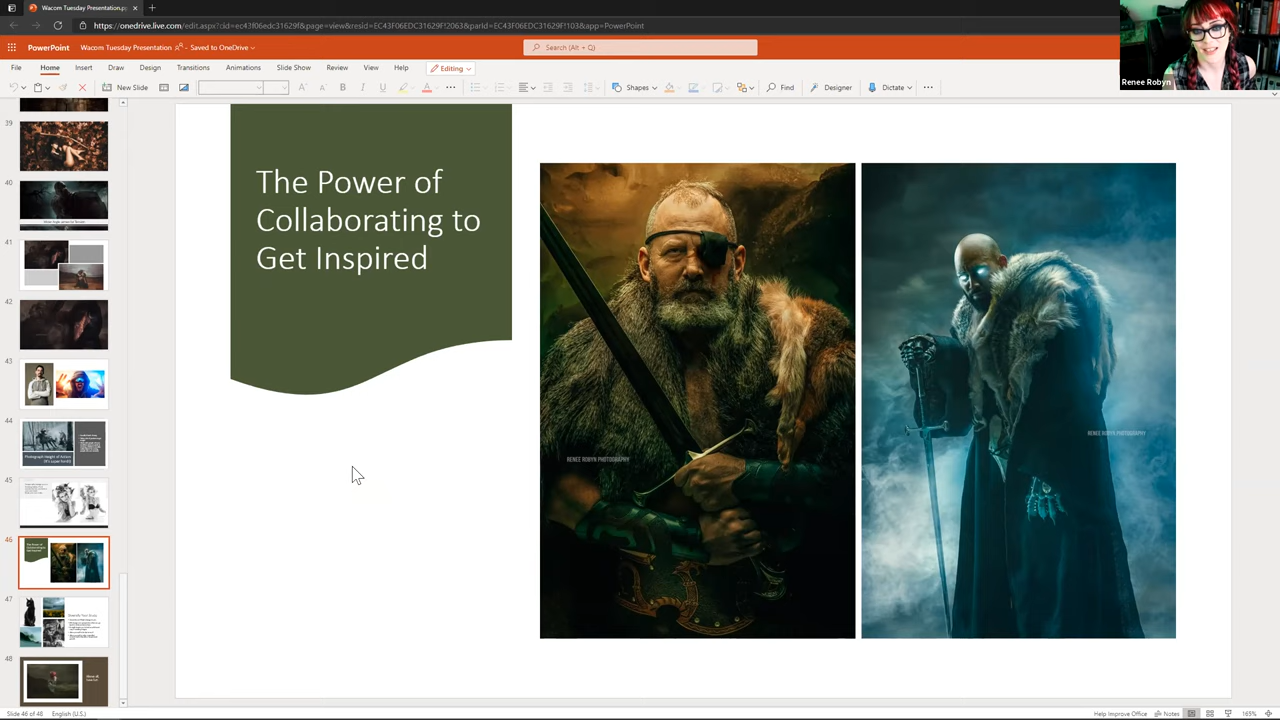 Wacom Tuesday Presentation.p
https://onedrive.live.com/edit.aspx?cid=ec43f06edc31629f&page=view&resid=EC43F06EDC31629F!2063&parid=EC43F06EDC31629F!103&app=PowerPoint
PowerPoint
Wacom Tuesday Presentation - Saved to OneDrive
Search (Alt + Q)
Renee Robyn
File Home Insert Draw Design Transitions Animations Slide Show Review View Help Editing
New Slide
B I U A
Shapes
Find
Designer
Dictate
39
40
41
42
43
44
45
46
47
48
The Power of
Collaborating to
Get Inspired
RENEE ROBYN PHOTOGRAPHY
RENEE ROBYN PHOTOGRAPHY
Slide 46 of 48 English (U.S.)
Help Improve Office Notes 165%